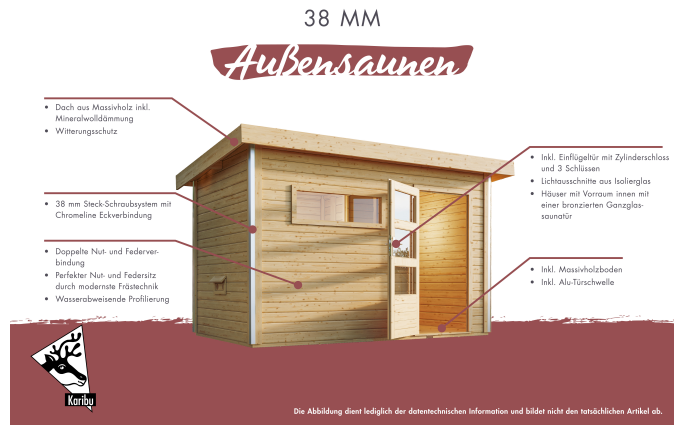 38 MM
Außensaunen
• Dach aus Massivholz inkl.
Mineralwolldämmung
• Witterungsschutz
• 38 mm Steck-Schraubsystem mit
Chromeline Eckverbindung
• Doppelte Nut- und Federver-
bindung
• Perfekter Nut- und Federsitz
durch modernste Frästechnik
• Wasserabweisende Profilierung
• Inkl. Einflügeltür mit Zylinderschloss
und 3 Schlüssen
• Lichtausschnitte aus Isolierglas
• Häuser mit Vorraum innen mit
einer bronzierten Ganzglas-
saunatür
• Inkl. Massivholzboden
• Inkl. Alu-Türschwelle
Karibu
Die Abbildung dient lediglich der datentechnischen Information und bildet nicht den tatsächlichen Artikel ab.